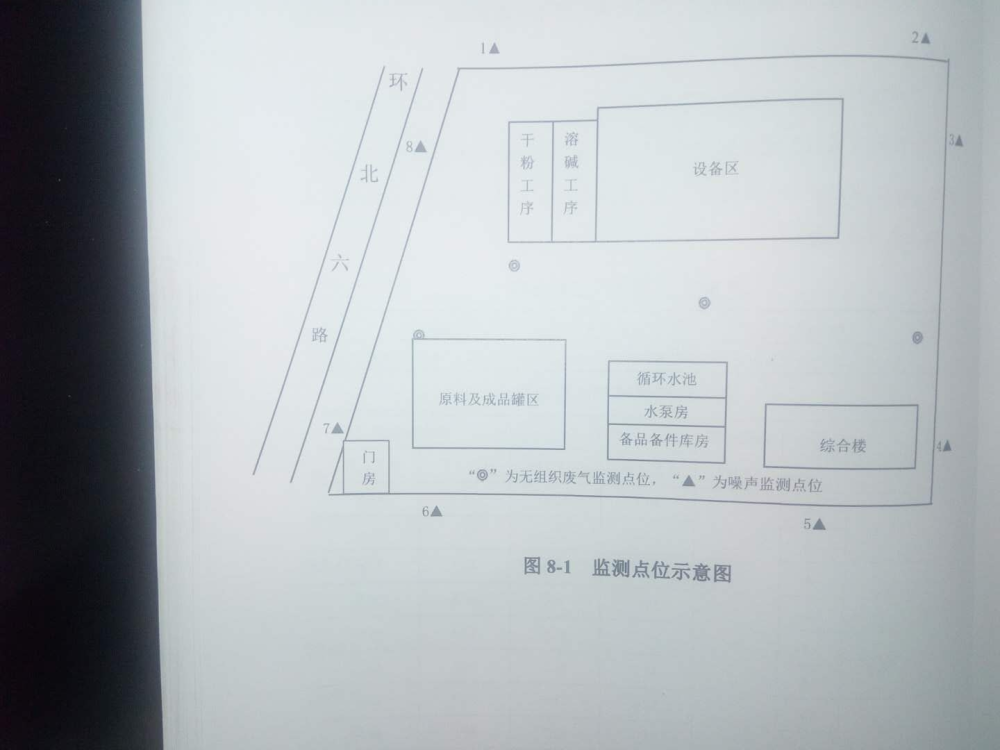 1▲
2▲
环北六路
8▲
3▲
干粉工序
溶碱工序
设备区
◎
◎
◎
◎
原料及成品罐区
循环水池
水泵房
备品备件库房
综合楼
7▲
门房
4▲
“◎”为无组织废气监测点位，“▲”为噪声监测点位
6▲
5▲
图 8-1 监测点位示意图